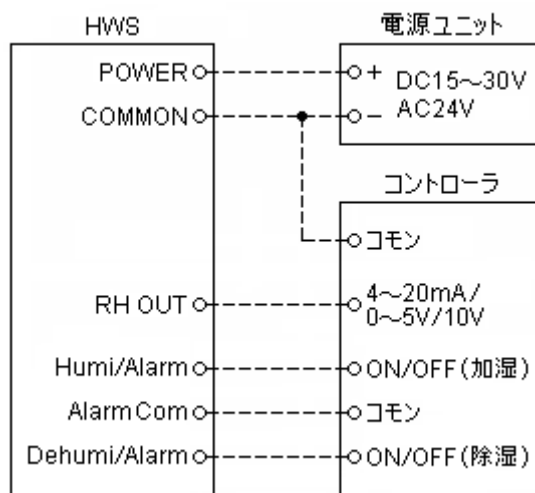 HWS
電源ユニット
POWER
+
DC15～30V
COMMON
-
AC24V
コントローラ
コモン
RH OUT
4～20mA/
0～5V/10V
Humi/Alarm
ON/OFF(加湿)
Alarm Com
コモン
Dehumi/Alarm
ON/OFF(除湿)